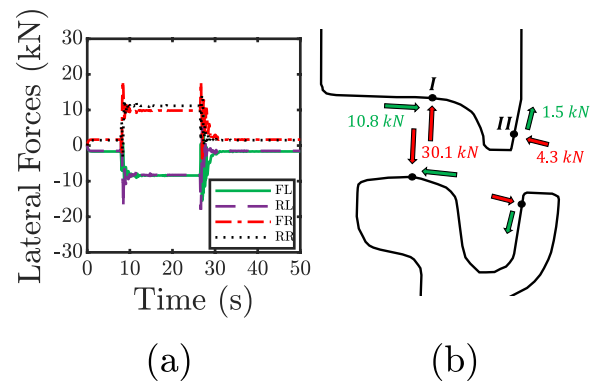 Lateral Forces (kN)
30
20
10
0
-10
-20
-30
FL
RL
FR
RR
0 10 20 30 40 50
Time (s)
(a)
I
II
10.8 kN
1.5 kN
30.1 kN
4.3 kN
(b)